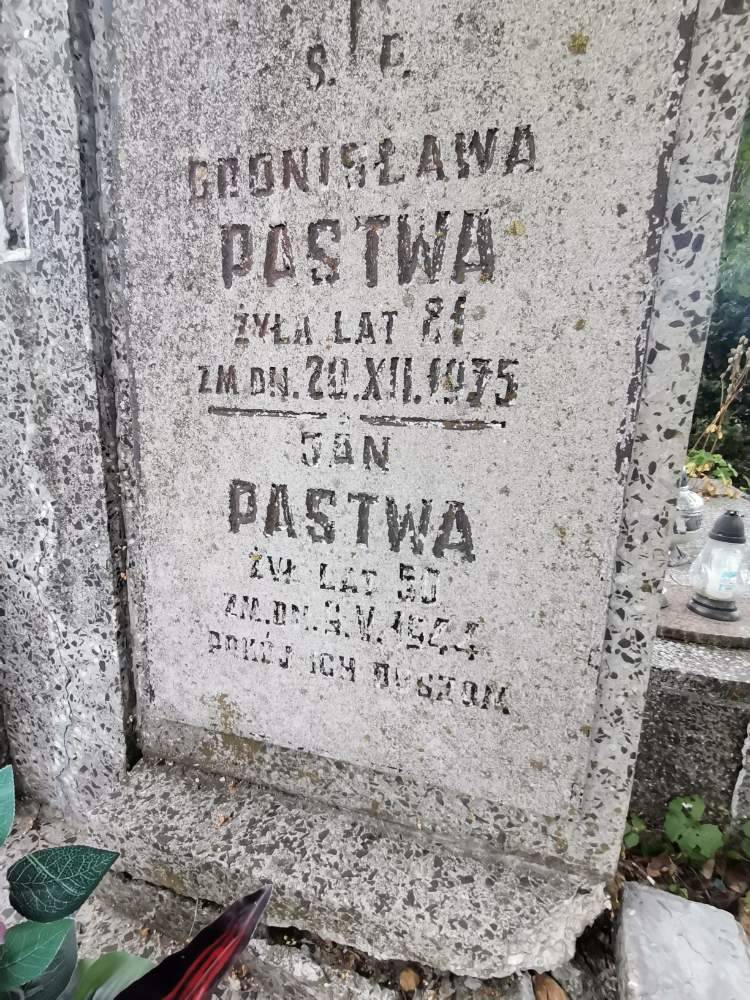 Ś. P.
BRONISŁAWA
PASTWA
ŻYŁA LAT 81
ZM. DN. 20.XII.1975
JAN
PASTWA
ŻYŁ LAT 50
ZM. DN. 9.V.1944
POKÓJ ICH DUSZOM